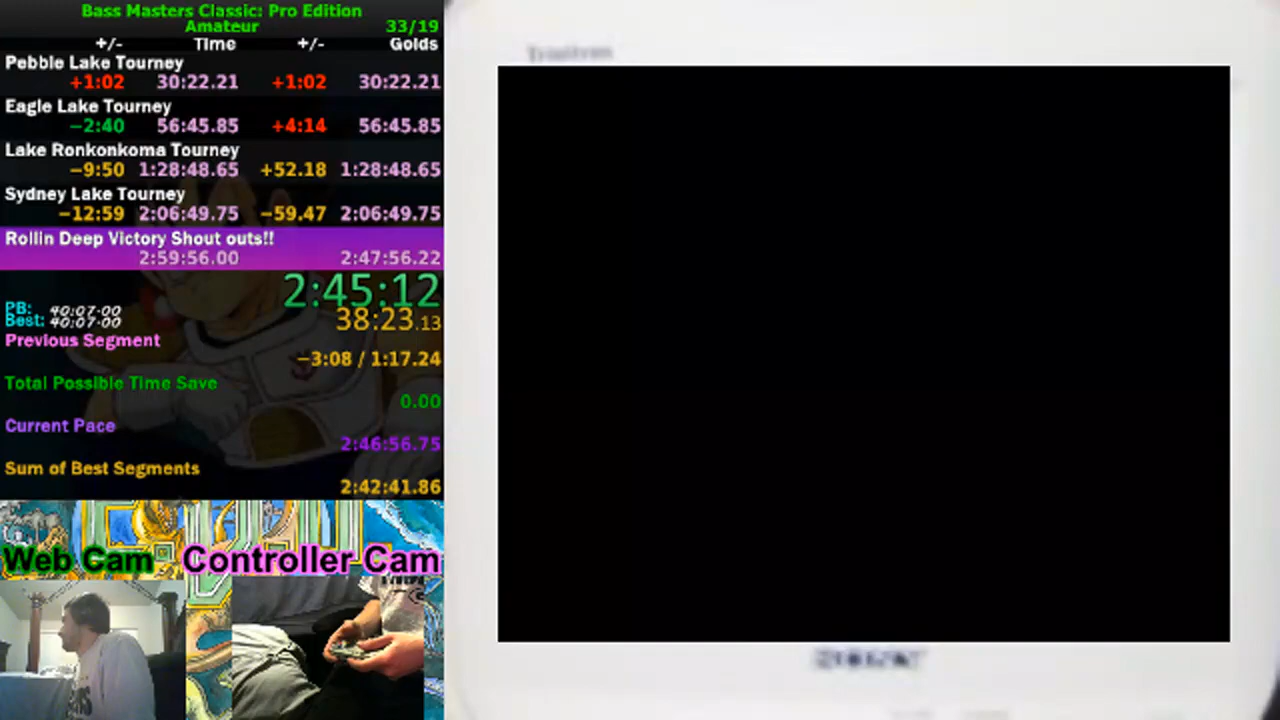 Bass Masters Classic: Pro Edition
Amateur 33/19
+/- Time +/- Golds
Pebble Lake Tourney
+1:02 30:22.21 +1:02 30:22.21
Eagle Lake Tourney
−2:40 56:45.85 +4:14 56:45.85
Lake Ronkonkoma Tourney
−9:50 1:28:48.65 +52.18 1:28:48.65
Sydney Lake Tourney
−12:59 2:06:49.75 −59.47 2:06:49.75
Rollin Deep Victory Shout outs!!
2:59:56.00 2:47:56.22
2:45:12
PB: 40:07.00 38:23.13
Best: 40:07.00
Previous Segment
−3:08 / 1:17.24
Total Possible Time Save
0.00
Current Pace
2:46:56.75
Sum of Best Segments
2:42:41.86
Web Cam Controller Cam